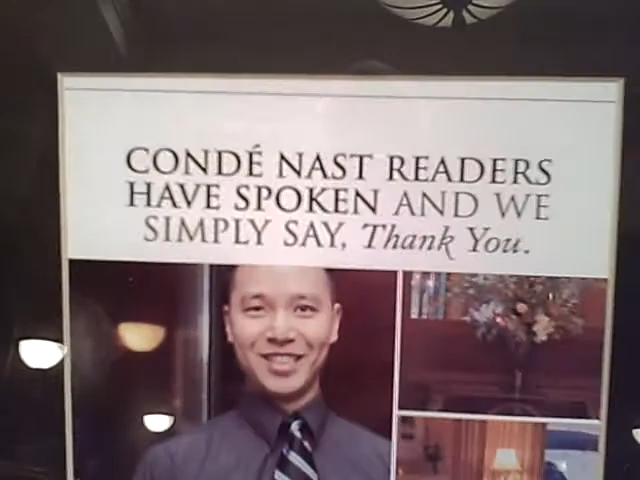 CONDÉ NAST READERS
HAVE SPOKEN AND WE
SIMPLY SAY, Thank You.